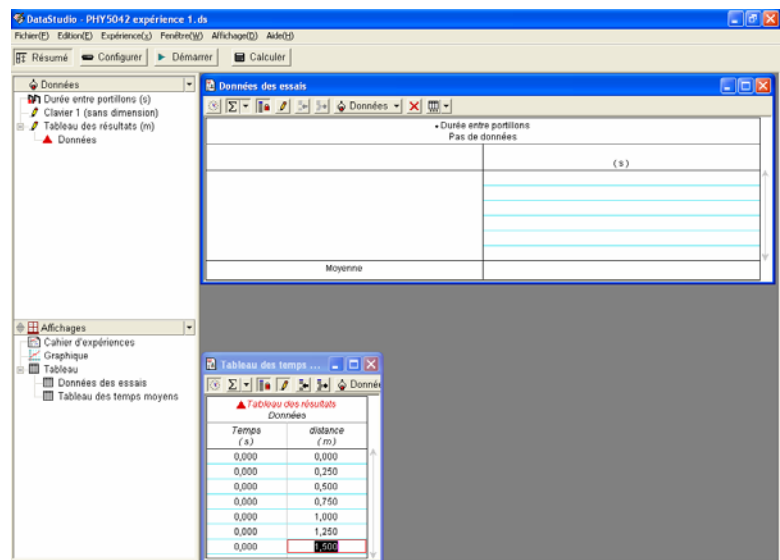 DataStudio - PHY5042 expérience 1.ds
Fichier(F) Edition(E) Expérience(x) Fenêtre(W) Affichage(D) Aide(H)
Résumé Configurer Démarrer Calculer
Données
Durée entre portillons (s)
Clavier 1 (sans dimension)
Tableau des résultats (m)
Données
Données des essais
Σ Données
Durée entre portillons
Pas de données
(s)
Moyenne
Affichages
Cahier d'expériences
Graphique
Tableau
Données des essais
Tableau des temps moyens
Tableau des temps ...
Σ Donné
Tableau des résultats
Données
Temps distance
(s) (m)
0,000 0,000
0,000 0,250
0,000 0,500
0,000 0,750
0,000 1,000
0,000 1,250
0,000 1,500